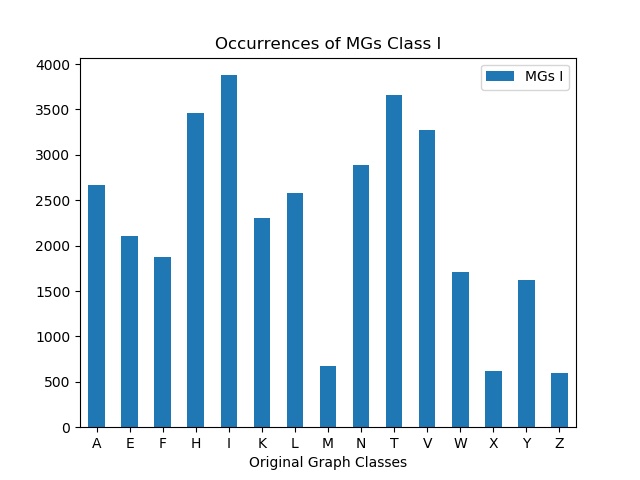 Occurrences of MGs Class I
MGs I
4000
3500
3000
2500
2000
1500
1000
500
0
A E F H I K L M N T V W X Y Z
Original Graph Classes